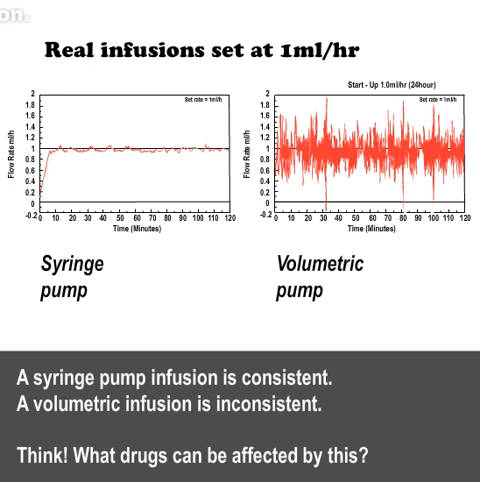 on.
Real infusions set at 1ml/hr
Start - Up 1.0ml/hr (24hour)
Set rate = 1ml/h
Set rate = 1ml/h
Flow Rate ml/h
2
1.8
1.6
1.4
1.2
1
0.8
0.6
0.4
0.2
0
-0.2
0 10 20 30 40 50 60 70 80 90 100 110 120
Time (Minutes)
Flow Rate ml/h
2
1.8
1.6
1.4
1.2
1
0.8
0.6
0.4
0.2
0
-0.2
0 10 20 30 40 50 60 70 80 90 100 110 120
Time (Minutes)
Syringe
pump
Volumetric
pump
A syringe pump infusion is consistent.
A volumetric infusion is inconsistent.
Think! What drugs can be affected by this?